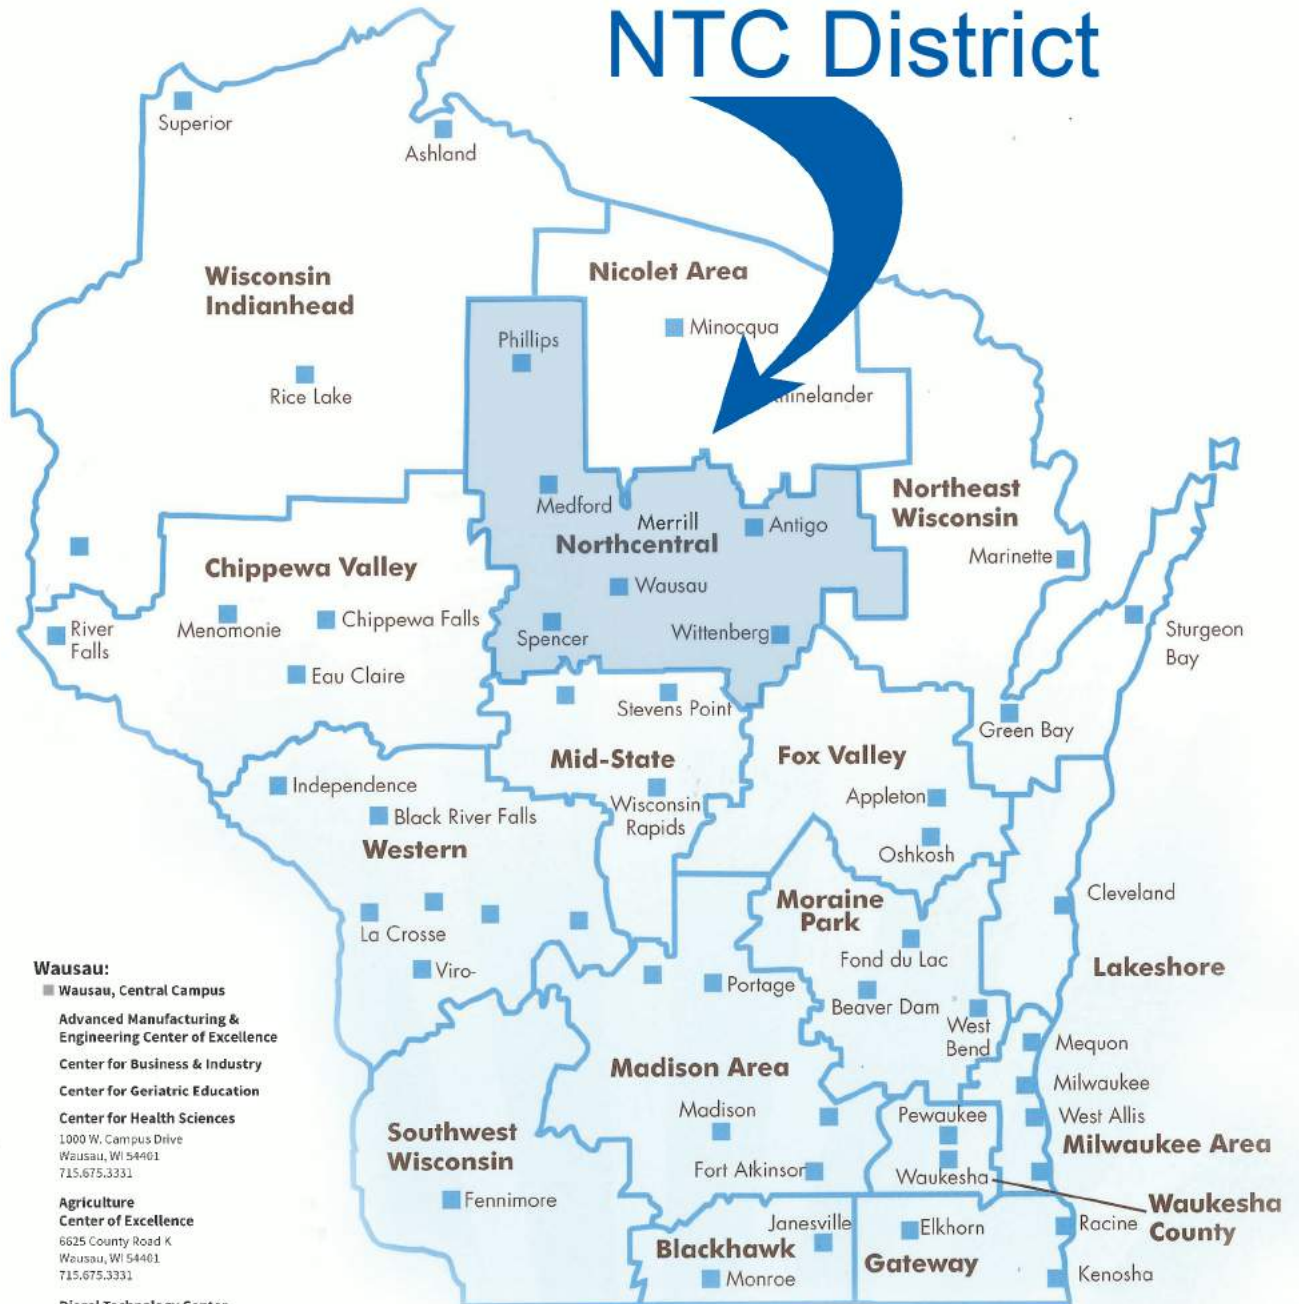 NTC District
Superior
Ashland
Wisconsin
Indianhead
Nicolet Area
Phillips
Minocqua
Rice Lake
Medford
Merrill
Antigo
Northcentral
Wausau
Spencer
Wittenberg
Northeast
Wisconsin
Marinette
Chippewa Valley
Menomonie
Chippewa Falls
River
Falls
Eau Claire
Sturgeon
Bay
Stevens Point
Green Bay
Mid-State
Fox Valley
Independence
Wisconsin
Rapids
Appleton
Black River Falls
Oshkosh
Western
La Crosse
Viro-
Moraine
Park
Cleveland
Fond du Lac
Lakeshore
Portage
Beaver Dam
West
Bend
Mequon
Madison Area
Milwaukee
Madison
Pewaukee
West Allis
Southwest
Wisconsin
Milwaukee Area
Fort Atkinson
Waukesha
Fennimore
Waukesha
County
Janesville
Elkhorn
Racine
Blackhawk
Gateway
Monroe
Kenosha
Wausau:
Wausau, Central Campus
Advanced Manufacturing &
Engineering Center of Excellence
Center for Business & Industry
Center for Geriatric Education
Center for Health Sciences
1000 W. Campus Drive
Wausau, WI 54401
715.675.3331
Agriculture
Center of Excellence
6625 County Road K
Wausau, WI 54401
715.675.3331